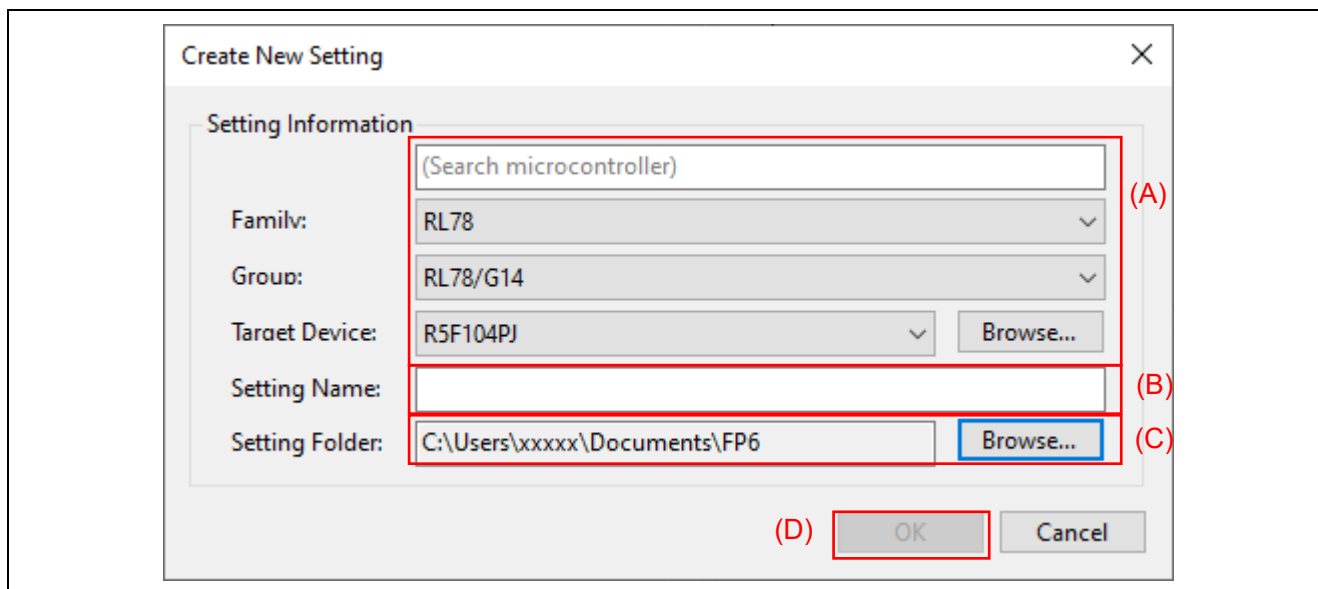 Create New Setting
Setting Information
(Search microcontroller)
(A)
Family: RL78
Group: RL78/G14
Target Device: R5F104PJ Browse...
Setting Name: (B)
Setting Folder: C:\Users\xxxxx\Documents\FP6 Browse... (C)
(D) OK Cancel